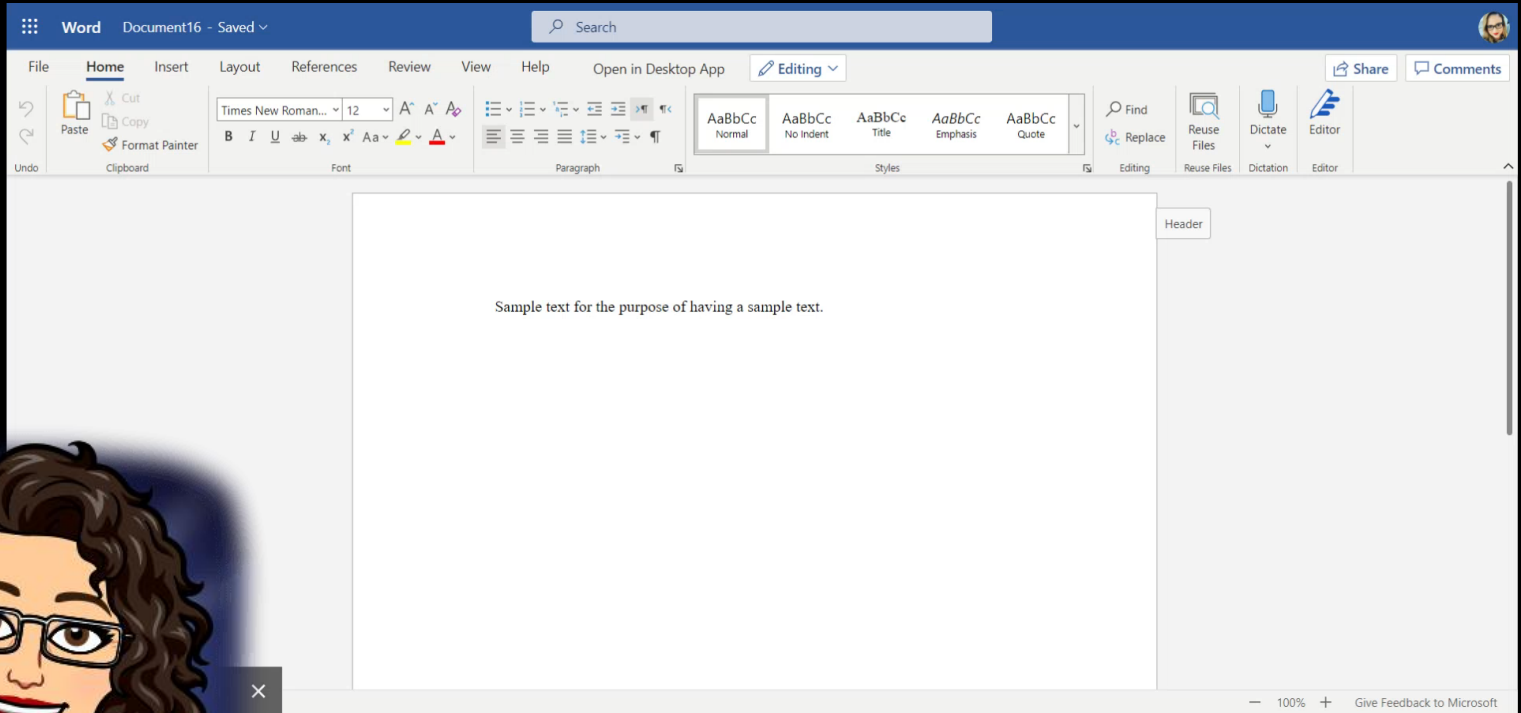 Word Document16 - Saved
Search
File Home Insert Layout References Review View Help Open in Desktop App Editing Share Comments
Cut
Copy
Paste
Format Painter
Undo
Clipboard
Times New Roman... 12 A A A
B I U ab x₂ x² Aa A
Font
Paragraph
AaBbCc AaBbCc AaBbCc AaBbCc AaBbCc
Normal No Indent Title Emphasis Quote
Styles
Find
Replace
Editing
Reuse
Files
Reuse Files
Dictate
Dictation
Editor
Editor
Header
Sample text for the purpose of having a sample text.
100% Give Feedback to Microsoft